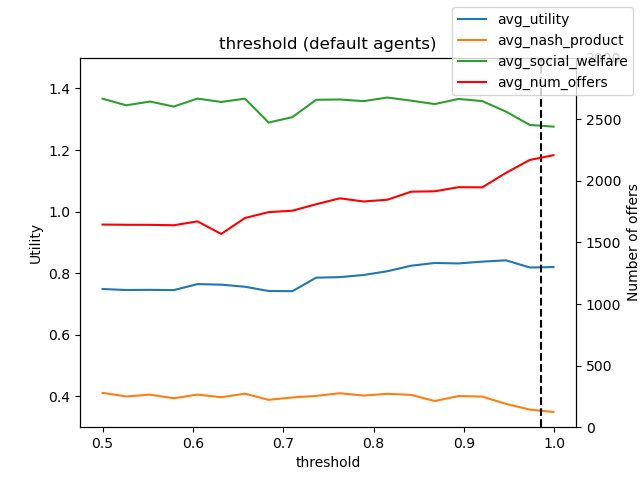 threshold (default agents)
avg_utility
avg_nash_product
avg_social_welfare
avg_num_offers
1.4
1.2
1.0
0.8
0.6
0.4
Utility
0.5
0.6
0.7
0.8
0.9
1.0
threshold
3000
2500
2000
1500
1000
500
0
Number of offers